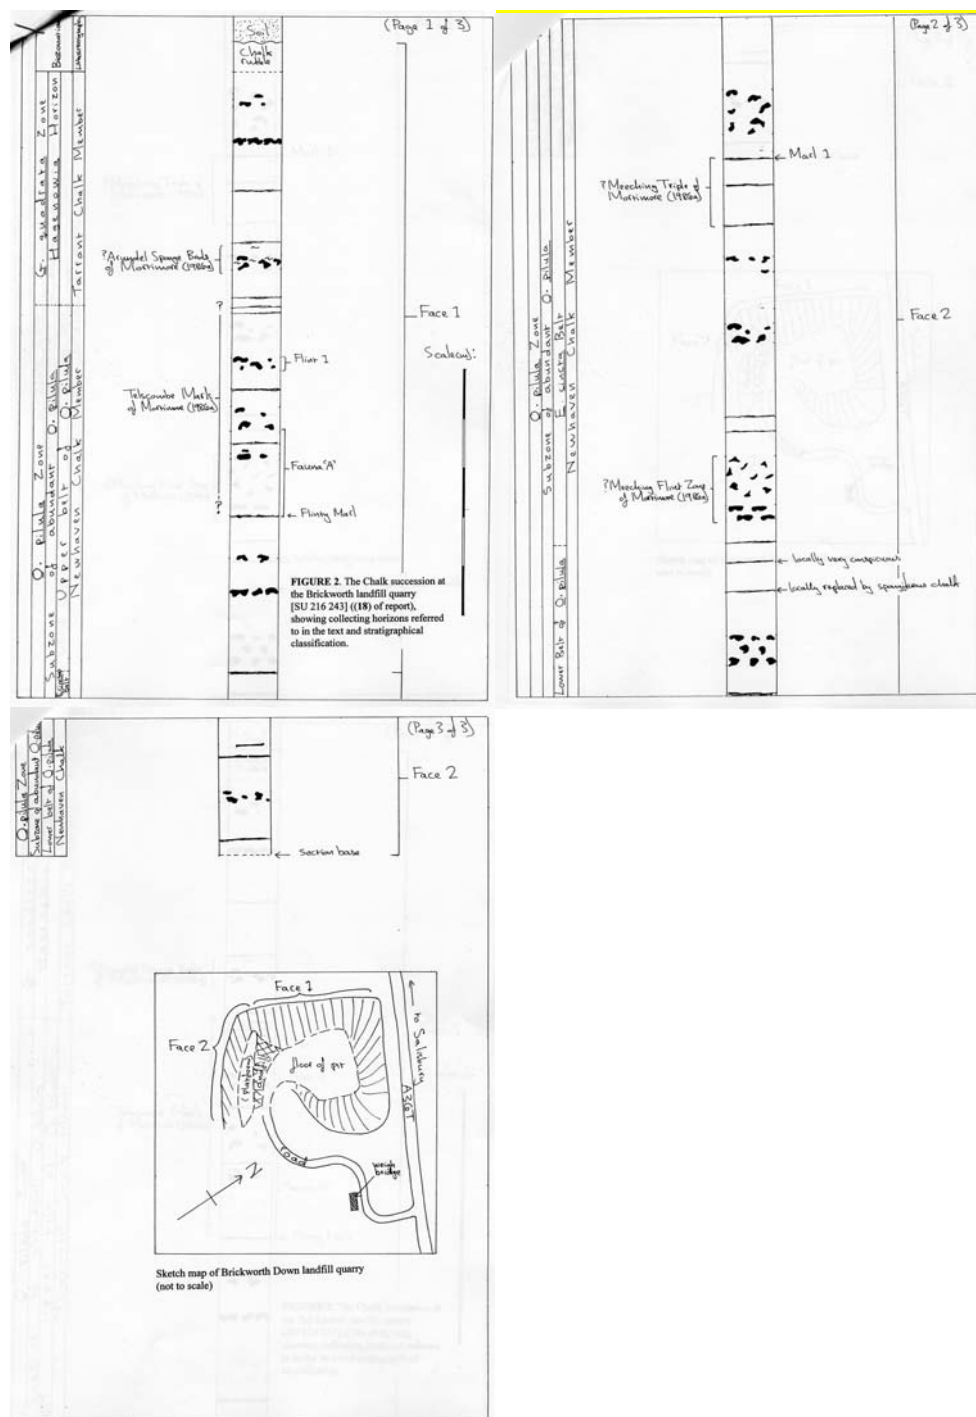 (Page 1 of 3)
Soil
Chalk
rubble
G. quadrata Zone
Hagenowia Horizon
Tarrant Chalk Member
?Arundel Sponge Beds
of Mortimore (1986a)
?
Face 1
Scale(m):
Flint 1
Telscombe Marls
of Mortimore (1986a)
Fauna 'A'
?
Flinty Marl
O. pilula Zone
Subzone of abundant O. pilula
Upper belt of O. pilula
Newhaven Chalk Member
FIGURE 2. The Chalk succession at
the Brickworth landfill quarry
[SU 216 243] ((18) of report),
showing collecting horizons referred
to in the text and stratigraphical
classification.
(Page 2 of 3)
Marl 1
?Meeching Triple of
Mortimore (1986a)
Face 2
O. pilula Zone
Subzone of abundant O. pilula
E. cincta Belt
Newhaven Chalk Member
?Meeching Flint Zone
of Mortimore (1986a)
Lower Belt of O. pilula
locally very conspicuous
locally replaced by spongiferous chalk
(Page 3 of 3)
O. pilula Zone
Subzone of abundant O. pilula
Lower belt of O. pilula
Newhaven Chalk
Face 2
section base
Face 1
Face 2
to Salisbury
floor of pit
platform
A36T
road
weigh
bridge
N
Sketch map of Brickworth Down landfill quarry
(not to scale)